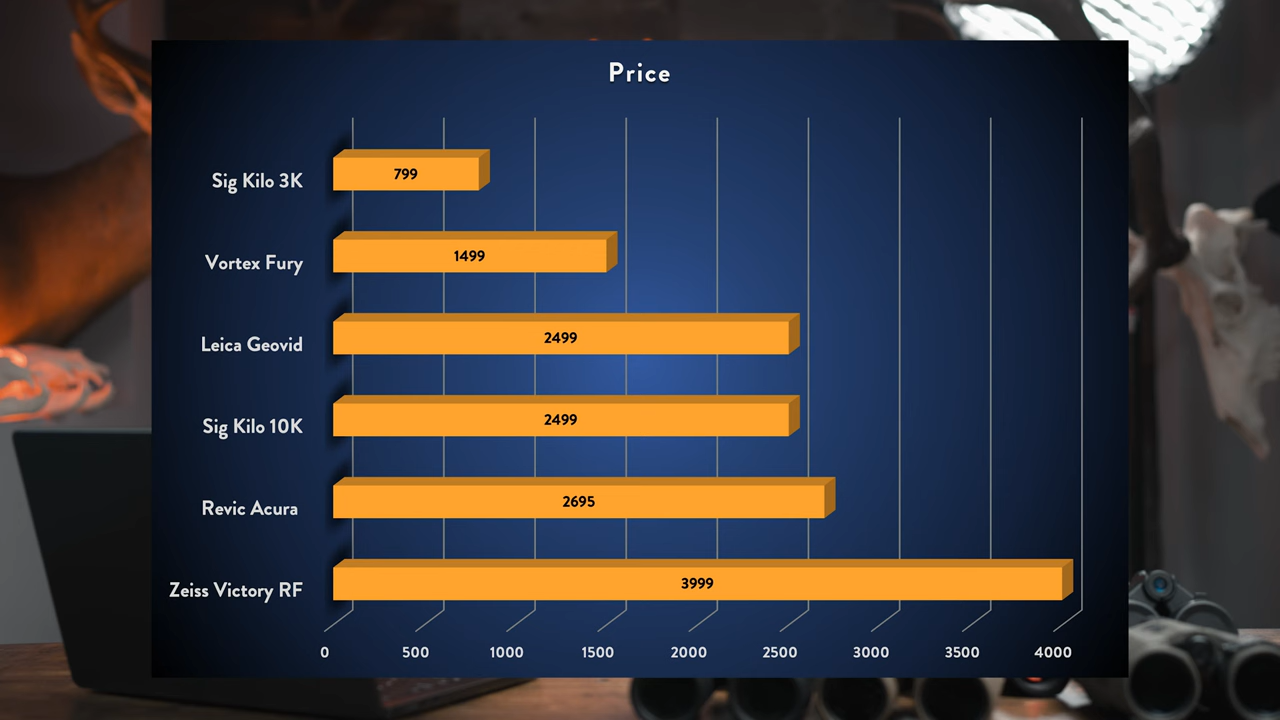 Price
Sig Kilo 3K
799
Vortex Fury
1499
Leica Geovid
2499
Sig Kilo 10K
2499
Revic Acura
2695
Zeiss Victory RF
3999
0 500 1000 1500 2000 2500 3000 3500 4000